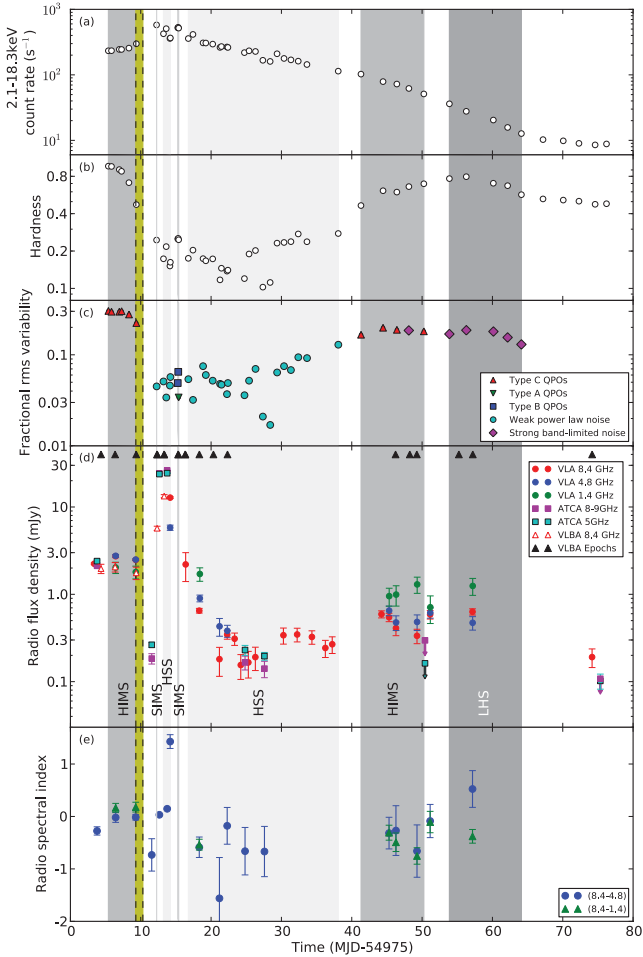 (a)
2.1-18.3keV
count rate (s⁻¹)
10³
10²
10¹
(b)
Hardness
0.8
0.4
0.2
0.1
(c)
Fractional rms variability
0.3
0.1
0.03
0.01
Type C QPOs
Type A QPOs
Type B QPOs
Weak power law noise
Strong band-limited noise
(d)
Radio flux density (mJy)
30
10
3.0
1.0
0.3
0.1
VLA 8,4 GHz
VLA 4,8 GHz
VLA 1,4 GHz
ATCA 8-9GHz
ATCA 5GHz
VLBA 8,4 GHz
VLBA Epochs
HIMS
SIMS
HSS
SIMS
HSS
HIMS
LHS
(e)
Radio spectral index
1
0
-1
-2
(8.4-4.8)
(8,4-1,4)
0 10 20 30 40 50 60 70 80
Time (MJD-54975)